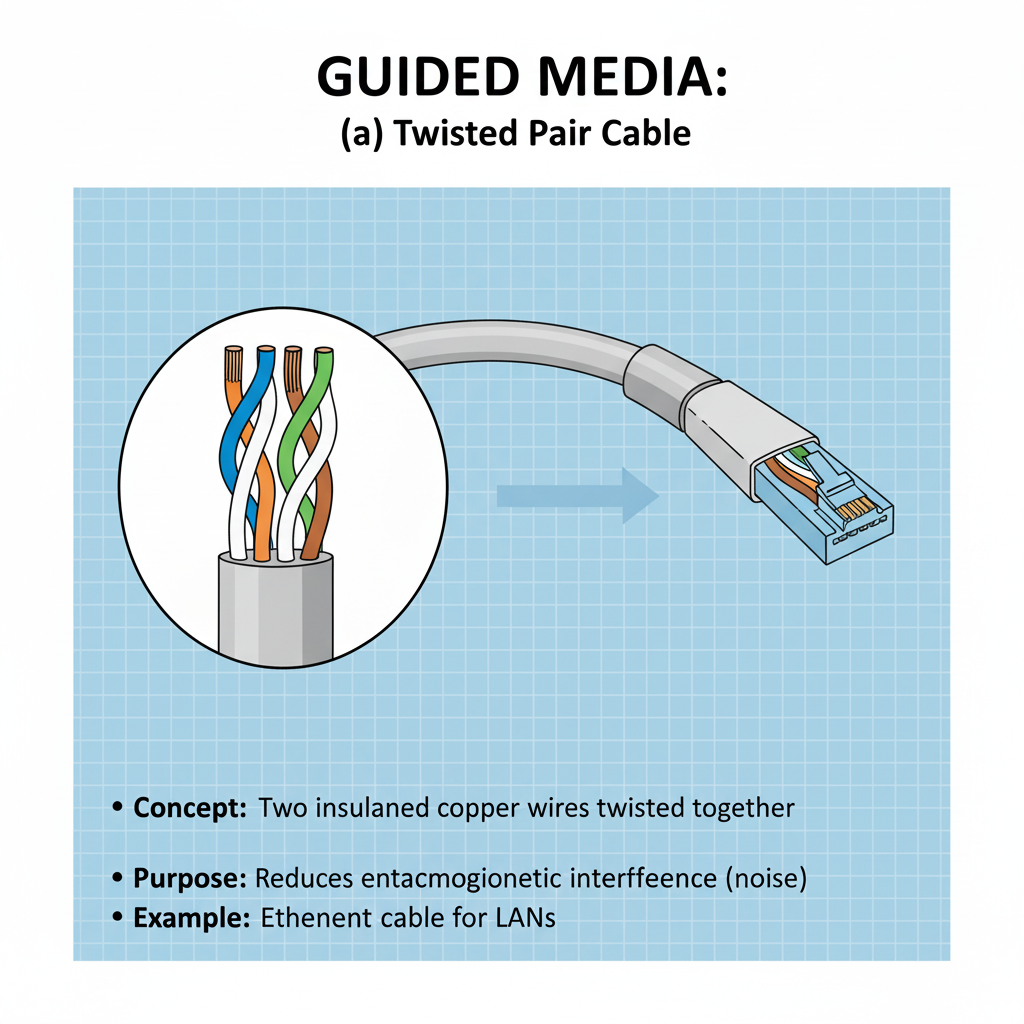 GUIDED MEDIA:
(a) Twisted Pair Cable
• Concept: Two insulaned copper wires twisted together
• Purpose: Reduces entacmogionetic interffeence (noise)
• Example: Ethenent cable for LANs